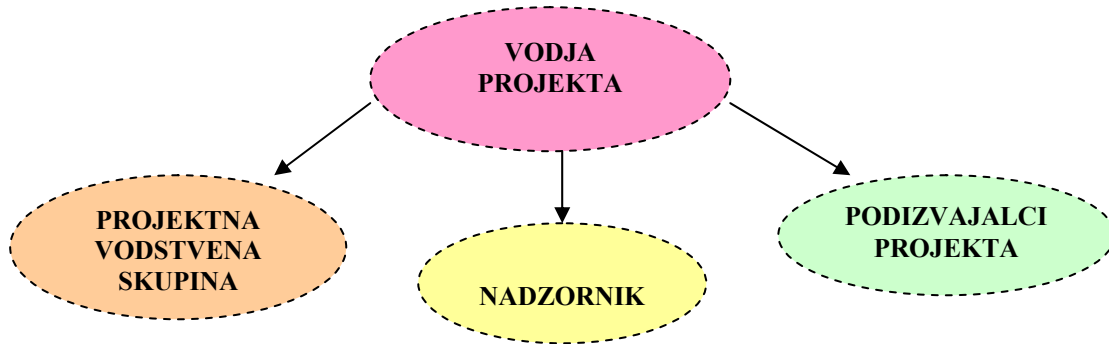 VODJA
PROJEKTA
PROJEKTNA
VODSTVENA
SKUPINA
NADZORNIK
PODIZVAJALCI
PROJEKTA